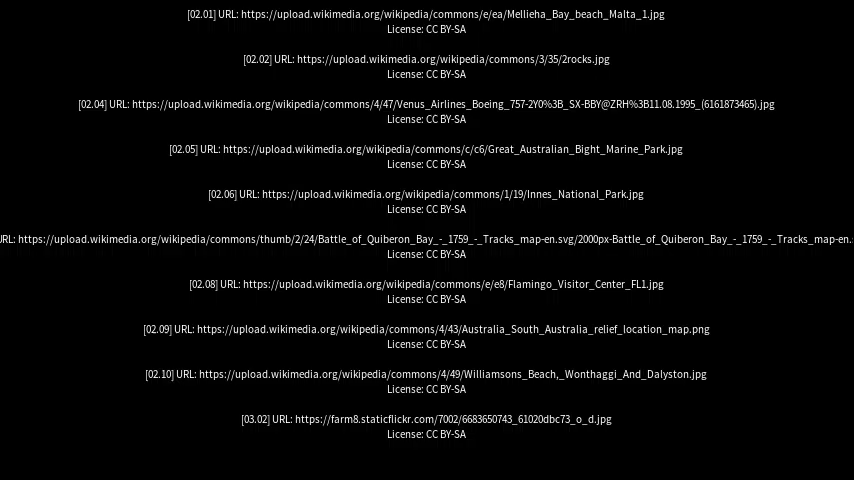 [02.01] URL: https://upload.wikimedia.org/wikipedia/commons/e/ea/Mellieha_Bay_beach_Malta_1.jpg
License: CC BY-SA
[02.02] URL: https://upload.wikimedia.org/wikipedia/commons/3/35/2rocks.jpg
License: CC BY-SA
[02.04] URL: https://upload.wikimedia.org/wikipedia/commons/4/47/Venus_Airlines_Boeing_757-2Y0%3B_SX-BBY@ZRH%3B11.08.1995_(6161873465).jpg
License: CC BY-SA
[02.05] URL: https://upload.wikimedia.org/wikipedia/commons/c/c6/Great_Australian_Bight_Marine_Park.jpg
License: CC BY-SA
[02.06] URL: https://upload.wikimedia.org/wikipedia/commons/1/19/Innes_National_Park.jpg
License: CC BY-SA
URL: https://upload.wikimedia.org/wikipedia/commons/thumb/2/24/Battle_of_Quiberon_Bay_-_1759_-_Tracks_map-en.svg/2000px-Battle_of_Quiberon_Bay_-_1759_-_Tracks_map-en.
License: CC BY-SA
[02.08] URL: https://upload.wikimedia.org/wikipedia/commons/e/e8/Flamingo_Visitor_Center_FL1.jpg
License: CC BY-SA
[02.09] URL: https://upload.wikimedia.org/wikipedia/commons/4/43/Australia_South_Australia_relief_location_map.png
License: CC BY-SA
[02.10] URL: https://upload.wikimedia.org/wikipedia/commons/4/49/Williamsons_Beach,_Wonthaggi_And_Dalyston.jpg
License: CC BY-SA
[03.02] URL: https://farm8.staticflickr.com/7002/6683650743_61020dbc73_o_d.jpg
License: CC BY-SA